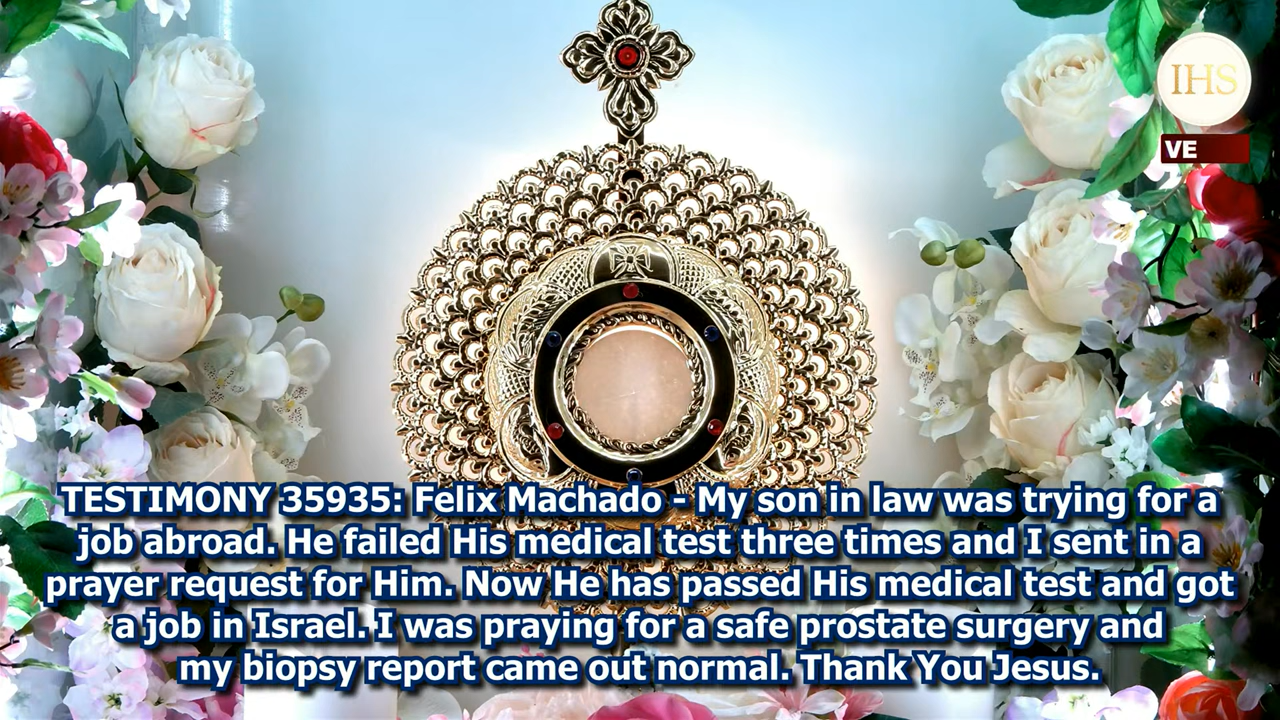 IHS
VE
TESTIMONY 35935: Felix Machado - My son in law was trying for a
job abroad. He failed His medical test three times and I sent in a
prayer request for Him. Now He has passed His medical test and got
a job in Israel. I was praying for a safe prostate surgery and
my biopsy report came out normal. Thank You Jesus.